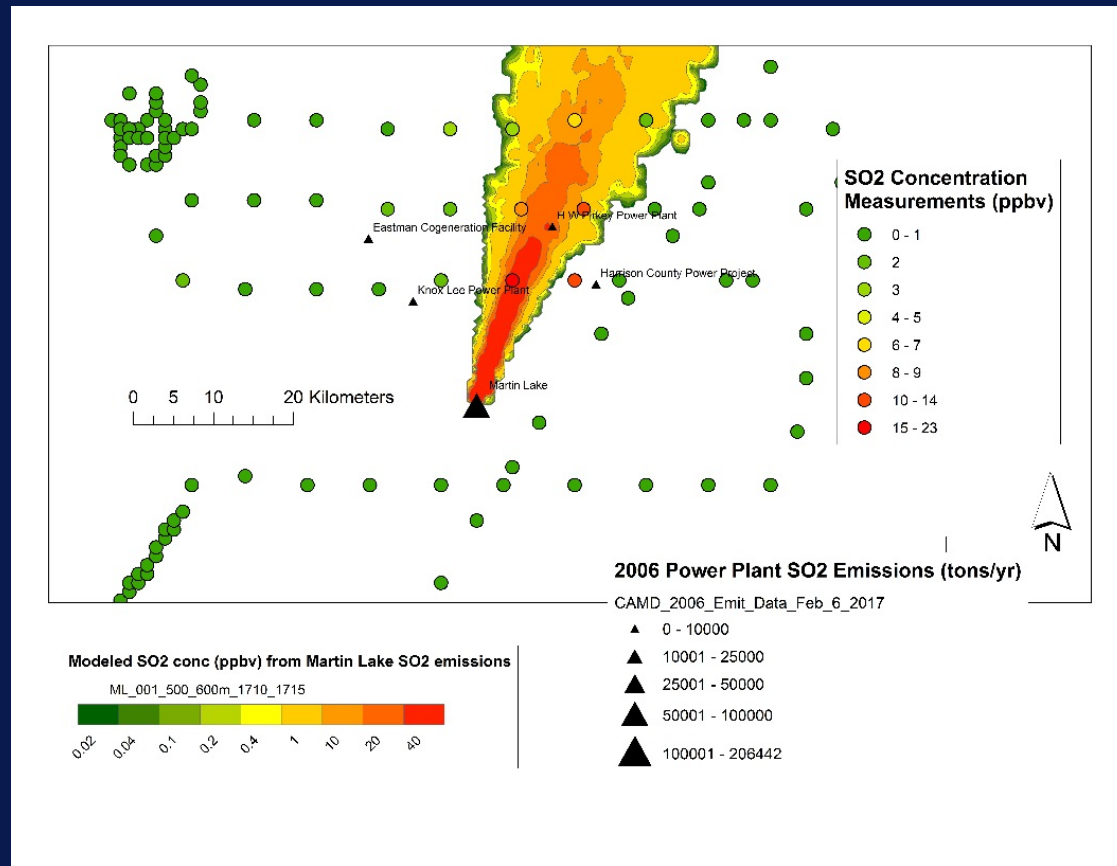 SO2 Concentration
Measurements (ppbv)
0 - 1
2
3
4 - 5
6 - 7
8 - 9
10 - 14
15 - 23
H W Pirkey Power Plant
Eastman Cogeneration Facility
Harrison County Power Project
Knox Lee Power Plant
Martin Lake
0 5 10 20 Kilometers
N
2006 Power Plant SO2 Emissions (tons/yr)
CAMD_2006_Emit_Data_Feb_6_2017
0 - 10000
10001 - 25000
25001 - 50000
50001 - 100000
100001 - 206442
Modeled SO2 conc (ppbv) from Martin Lake SO2 emissions
ML_001_500_600m_1710_1715
0.02 0.04 0.1 0.2 0.4 1 10 20 40